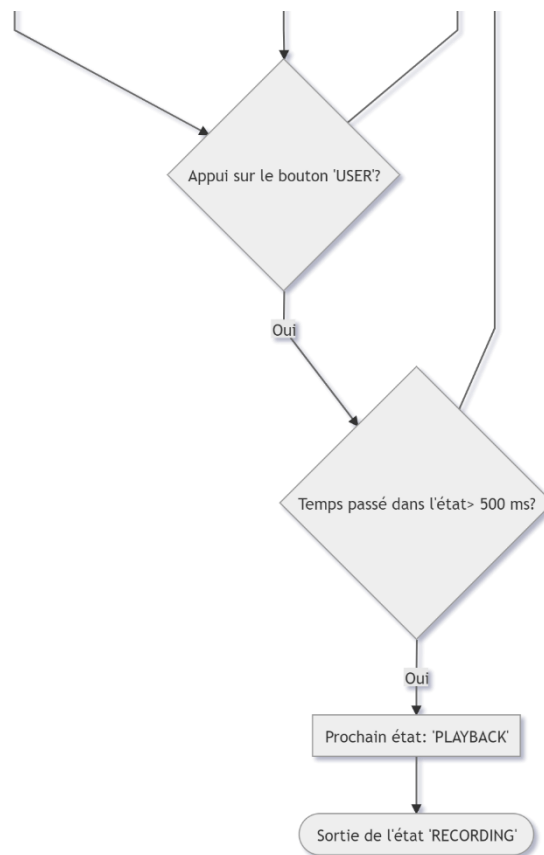 Appui sur le bouton 'USER'?
Oui
Temps passé dans l'état> 500 ms?
Oui
Prochain état: 'PLAYBACK'
Sortie de l'état 'RECORDING'